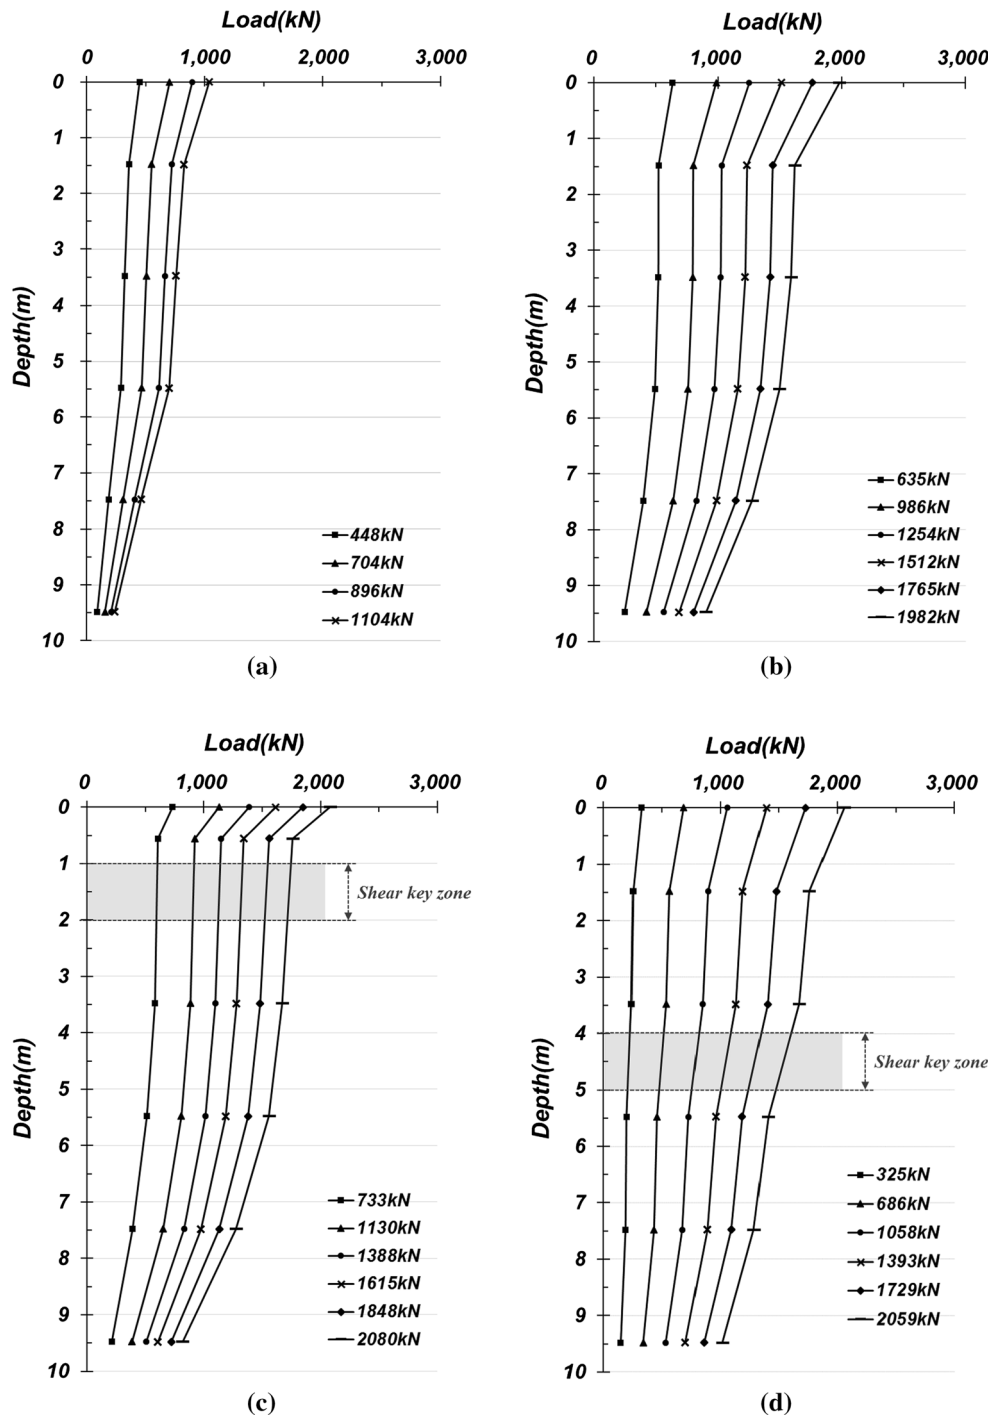 Load(kN)
0 1,000 2,000 3,000
0
1
2
3
4
5
6
7
8
9
10
Depth(m)
448kN
704kN
896kN
1104kN
(a)
Load(kN)
0 1,000 2,000 3,000
0
1
2
3
4
5
6
7
8
9
10
Depth(m)
635kN
986kN
1254kN
1512kN
1765kN
1982kN
(b)
Load(kN)
0 1,000 2,000 3,000
0
1
2
3
4
5
6
7
8
9
10
Depth(m)
Shear key zone
733kN
1130kN
1388kN
1615kN
1848kN
2080kN
(c)
Load(kN)
0 1,000 2,000 3,000
0
1
2
3
4
5
6
7
8
9
10
Depth(m)
Shear key zone
325kN
686kN
1058kN
1393kN
1729kN
2059kN
(d)